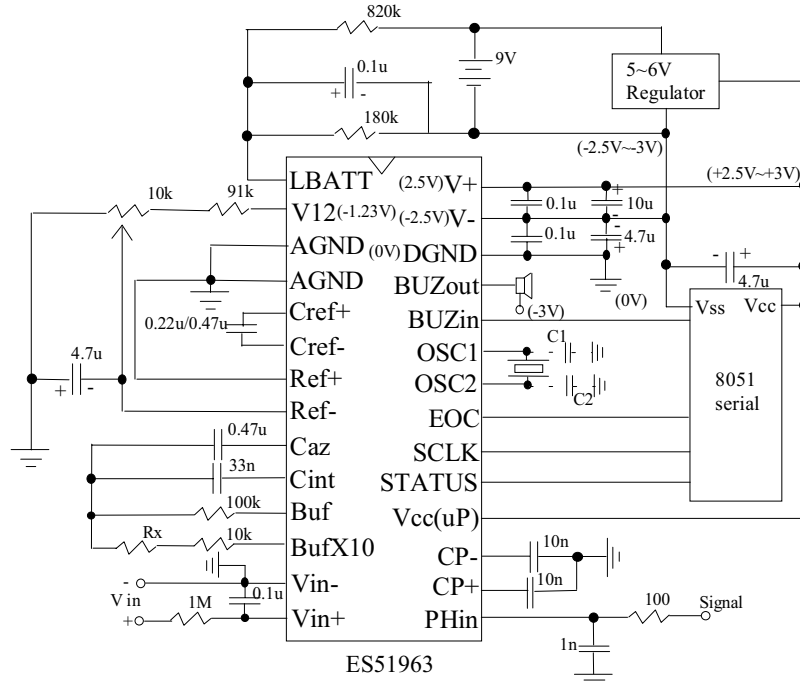 820k
0.1u
+ -
9V
5~6V
Regulator
180k
(-2.5V~-3V)
LBATT
(2.5V) V+
(+2.5V~+3V)
10k
91k
V12 (-1.23V)
(-2.5V) V-
0.1u
+
10u
-
AGND
(0V) DGND
0.1u
-
4.7u
+
AGND
BUZout
- +
4.7u
(0V)
(-3V)
Vss
Vcc
Cref+
0.22u/0.47u
BUZin
Cref-
OSC1
C1
4.7u
+ -
Ref+
OSC2
C2
8051
serial
Ref-
EOC
0.47u
Caz
SCLK
33n
Cint
STATUS
100k
Buf
Vcc(uP)
Rx
10k
BufX10
CP-
10n
-
Vin
+
Vin-
0.1u
CP+
10n
1M
Vin+
PHin
100
Signal
1n
ES51963